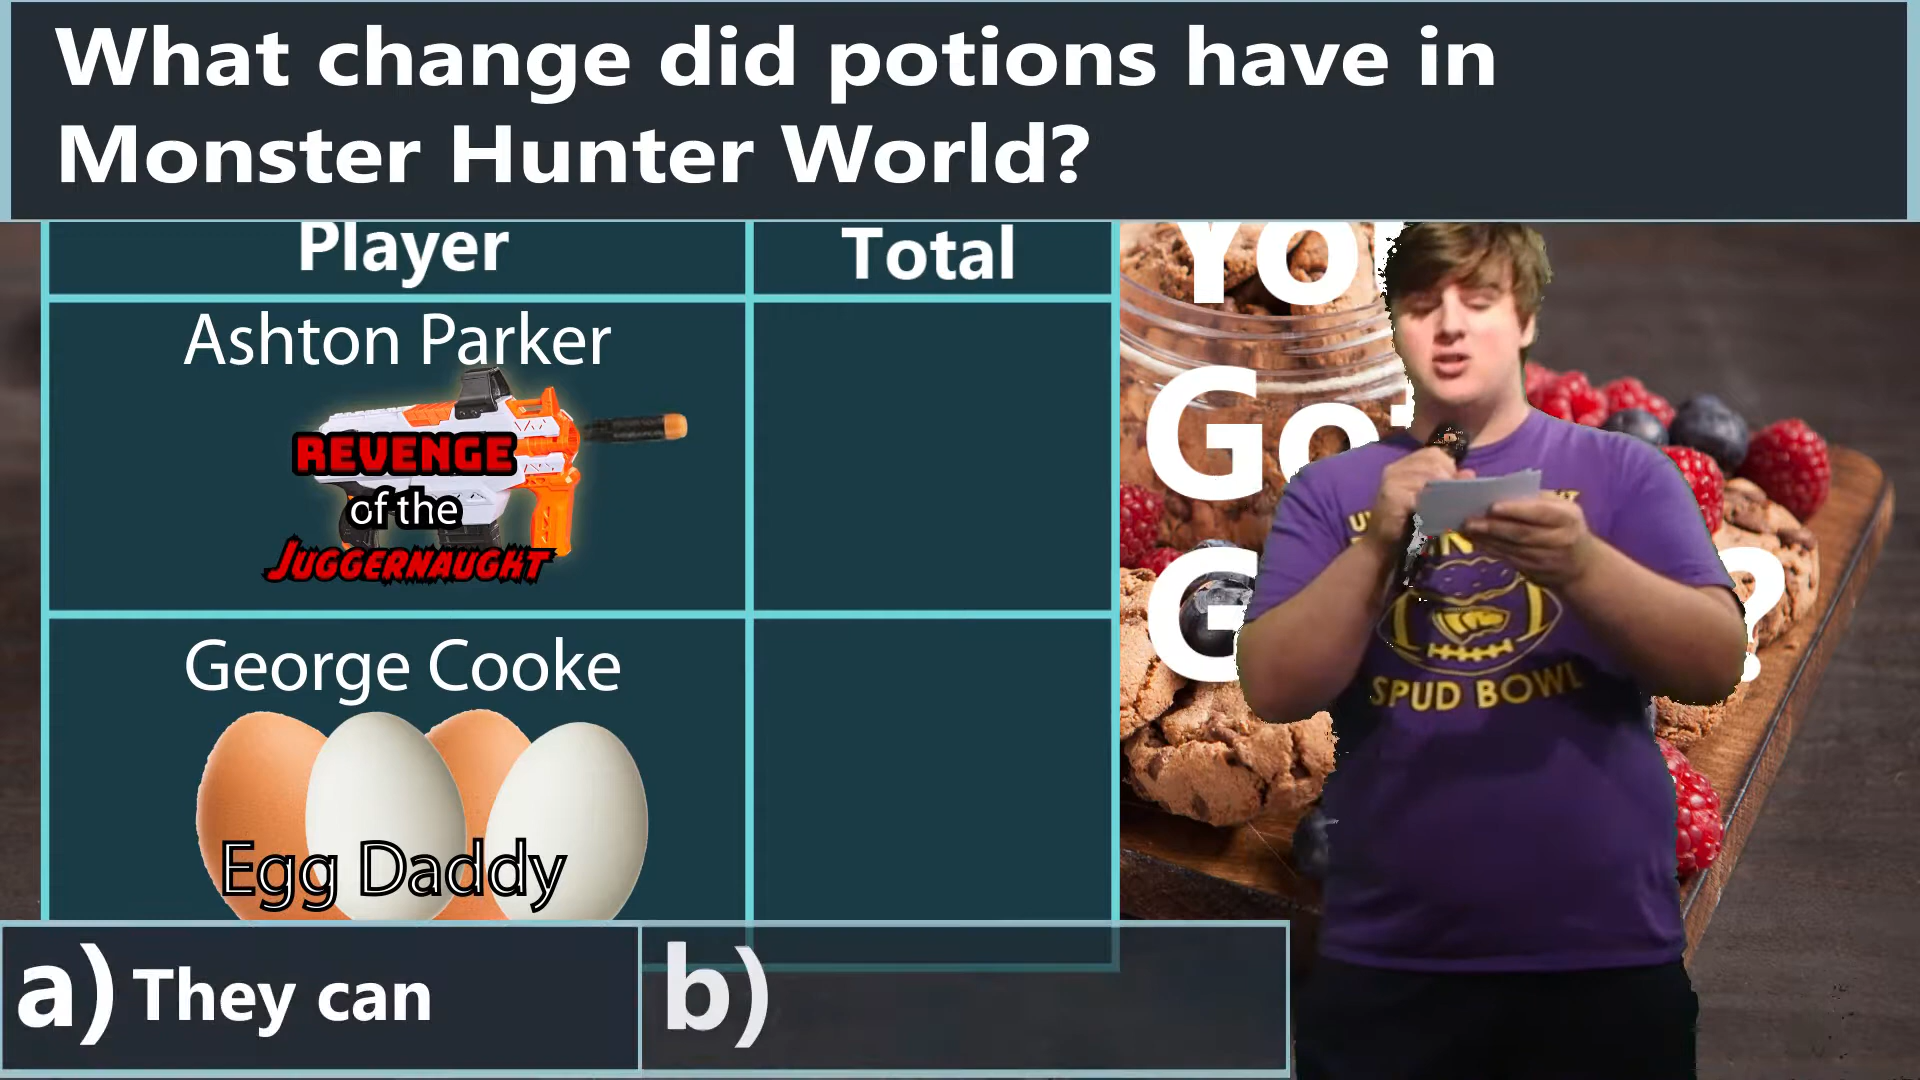 What change did potions have in
Monster Hunter World?
Player
Total
Ashton Parker
REVENGE
of the
JUGGERNAUGHT
George Cooke
Egg Daddy
Go
G
?
SPUD BOWL
a) They can
b)